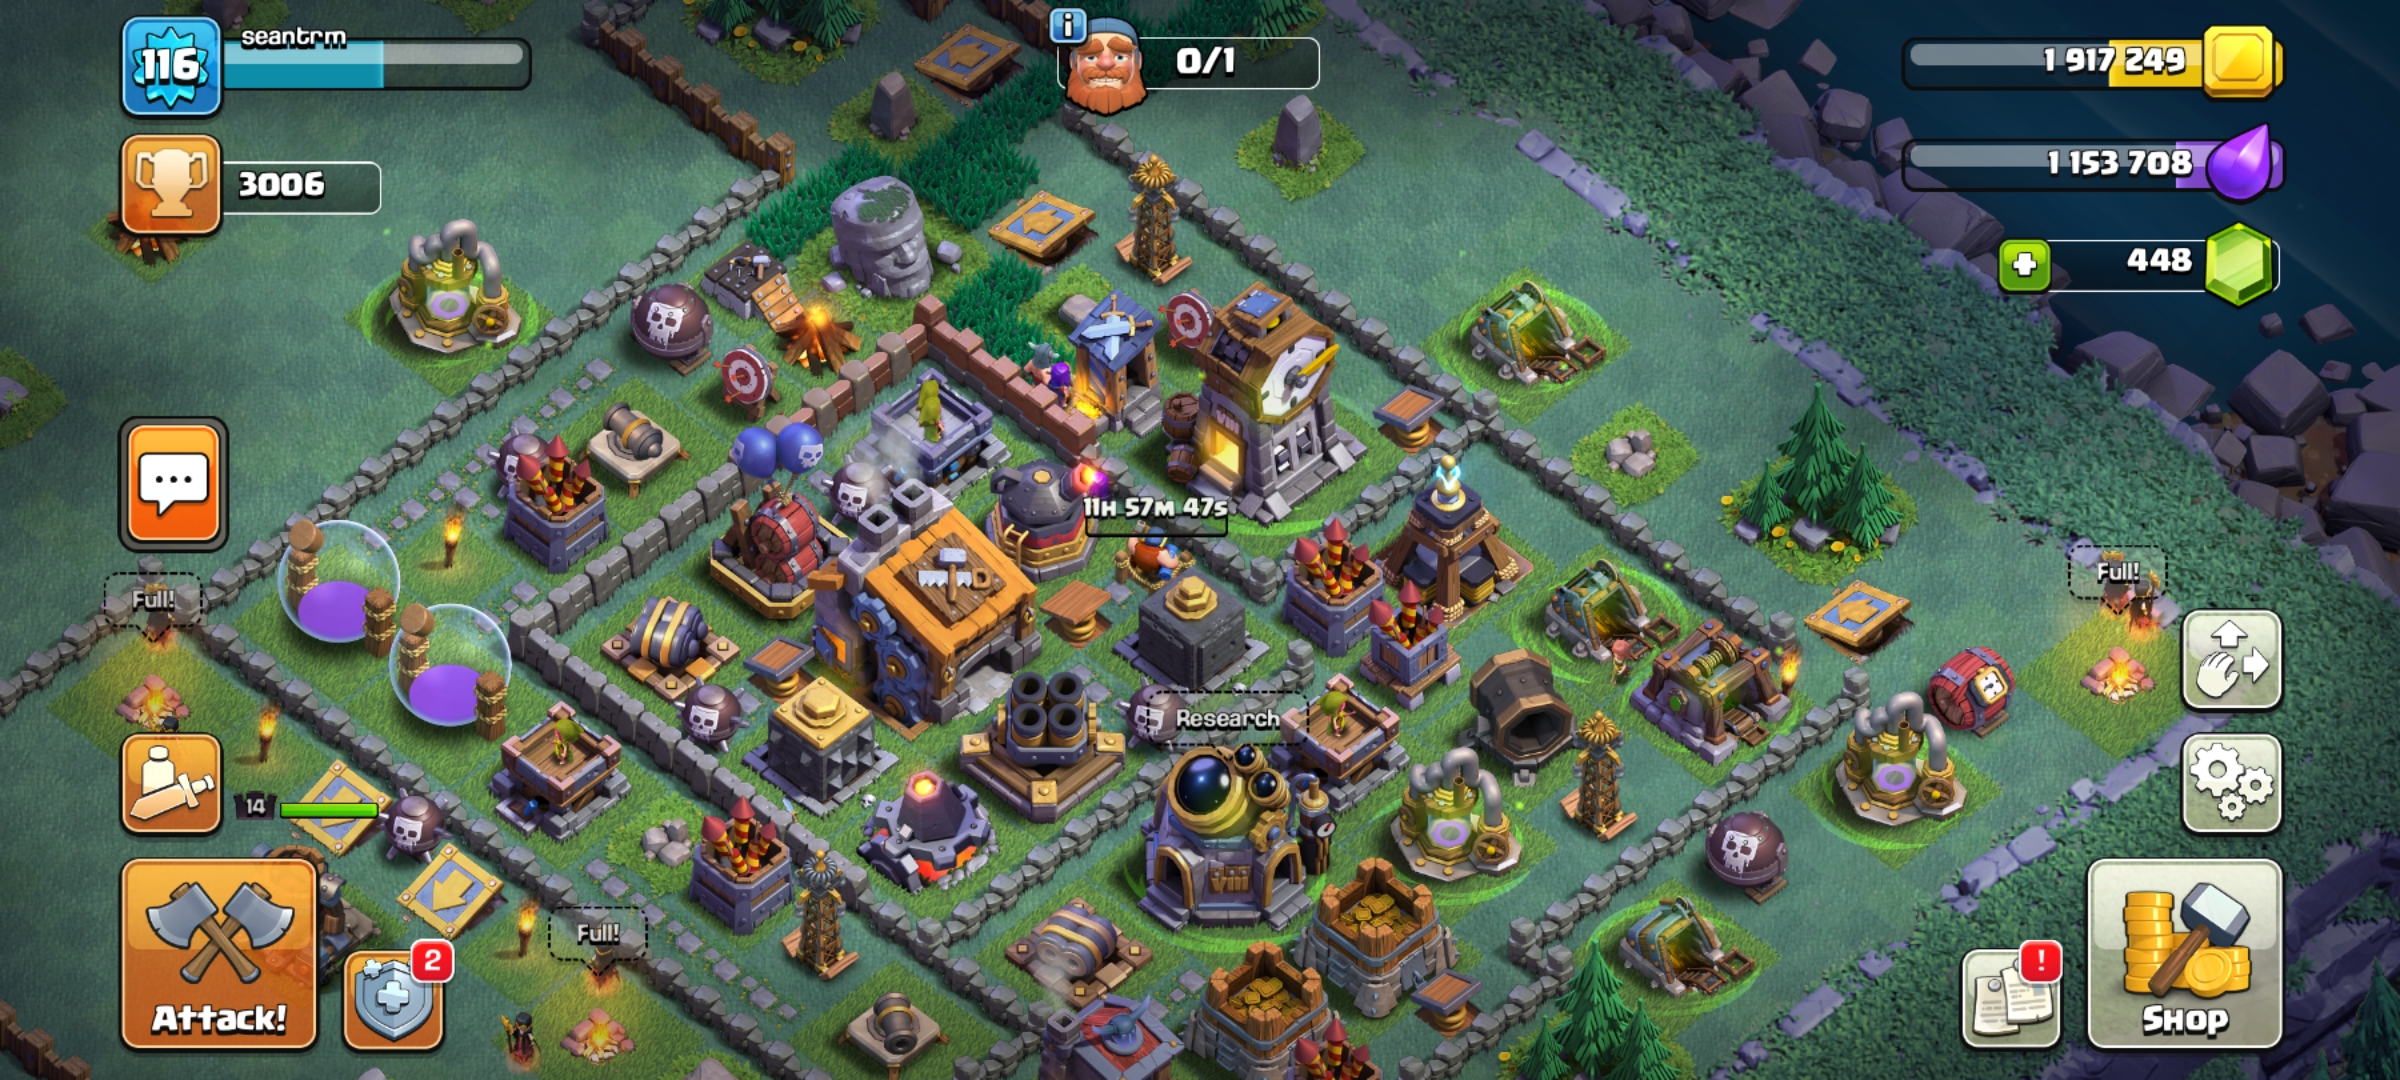 116
seantrm
0/1
1 917 249
3006
1 153 708
448
11H 57M 47s
Full!
Full!
Research
14
VIII
Full!
2
!
Attack!
Shop